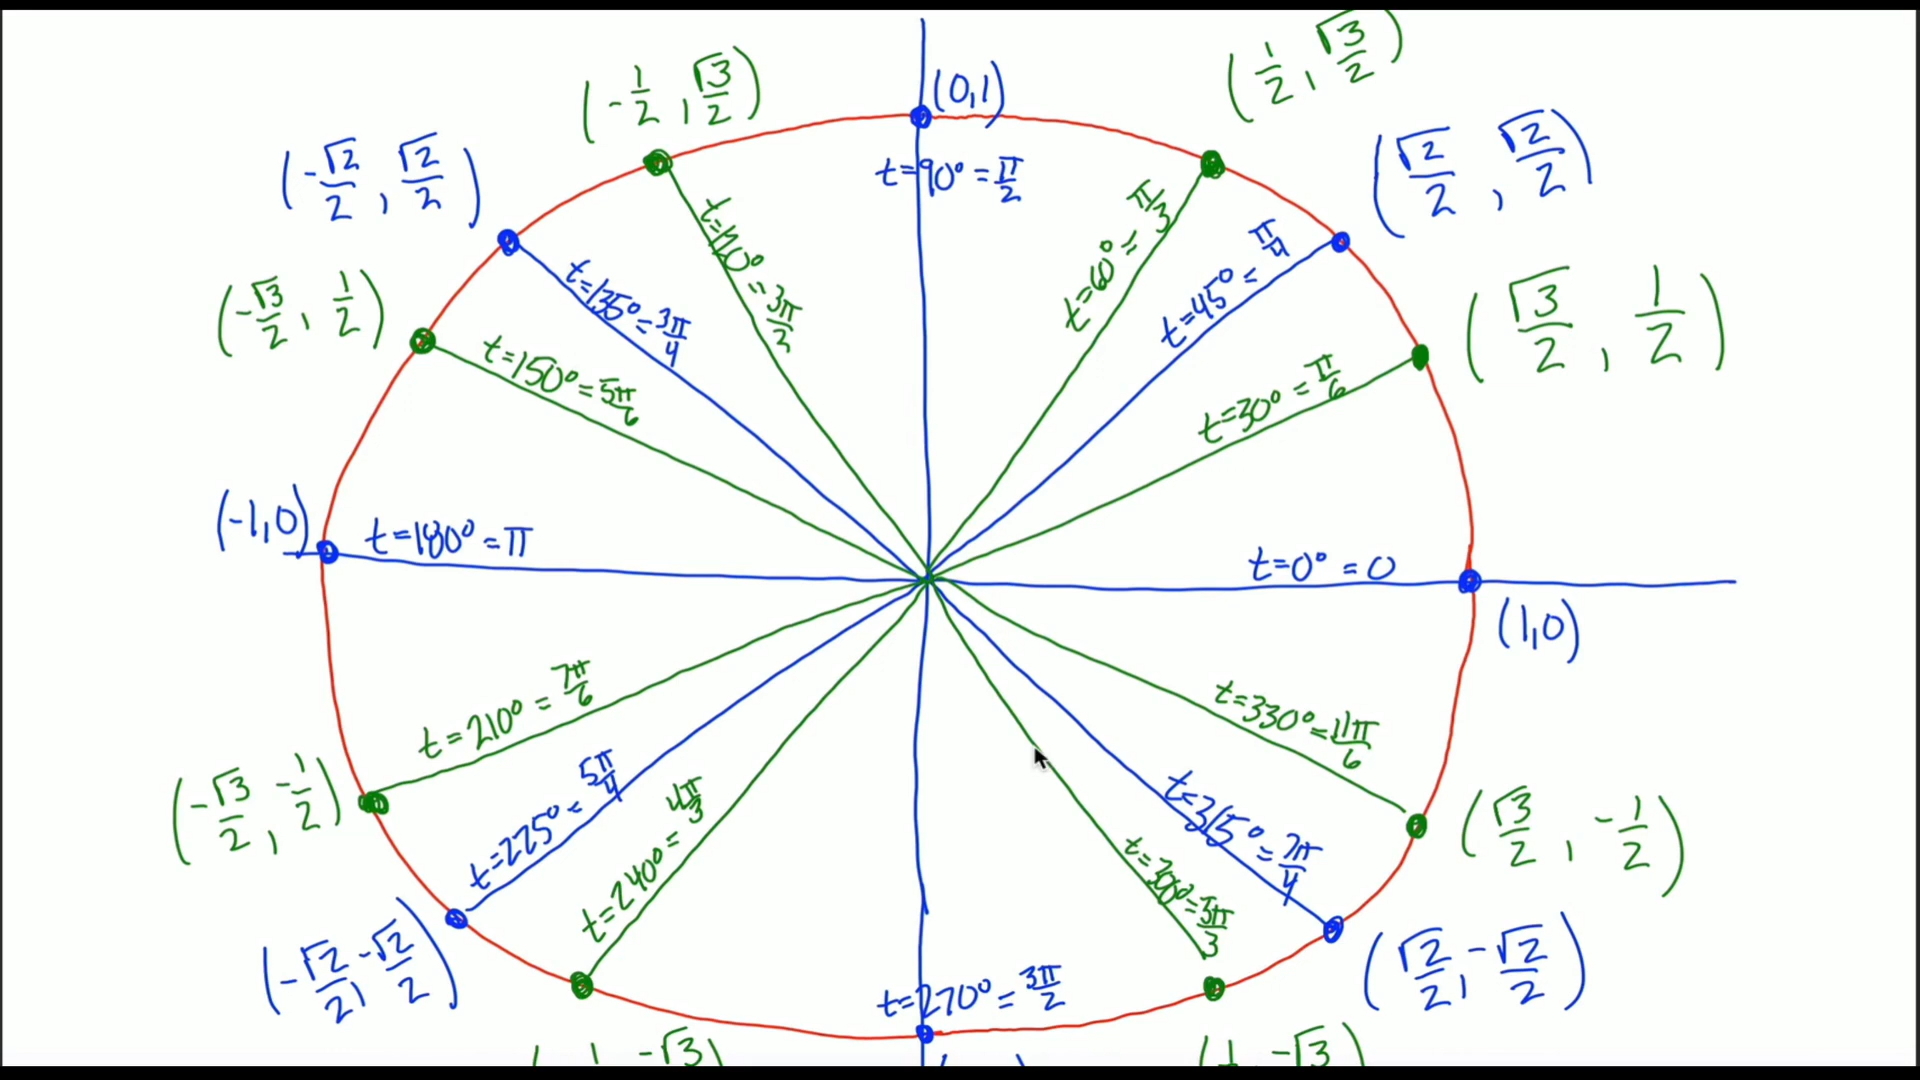 (-1/2, √3/2)
(0,1)
(1/2, √3/2)
(-√2/2, √2/2)
t=90° = π/2
(√2/2, √2/2)
t=120° = 3π/2
t=60° = π/3
t=135° = 3π/4
t=45° = π/4
(-√3/2, 1/2)
(√3/2, 1/2)
t=150° = 5π/6
t=30° = π/6
(-1,0)
t=180° = π
t=0° = 0
(1,0)
t=210° = 7π/6
t=330° = 11π/6
(-√3/2, -1/2)
t=225° = 5π/4
t=240° = 4π/3
t=315° = 7π/4
t=300° = 5π/3
(√3/2, -1/2)
(-√2/2, -√2/2)
t=270° = 3π/2
(√2/2, -√2/2)
-√3
-√3